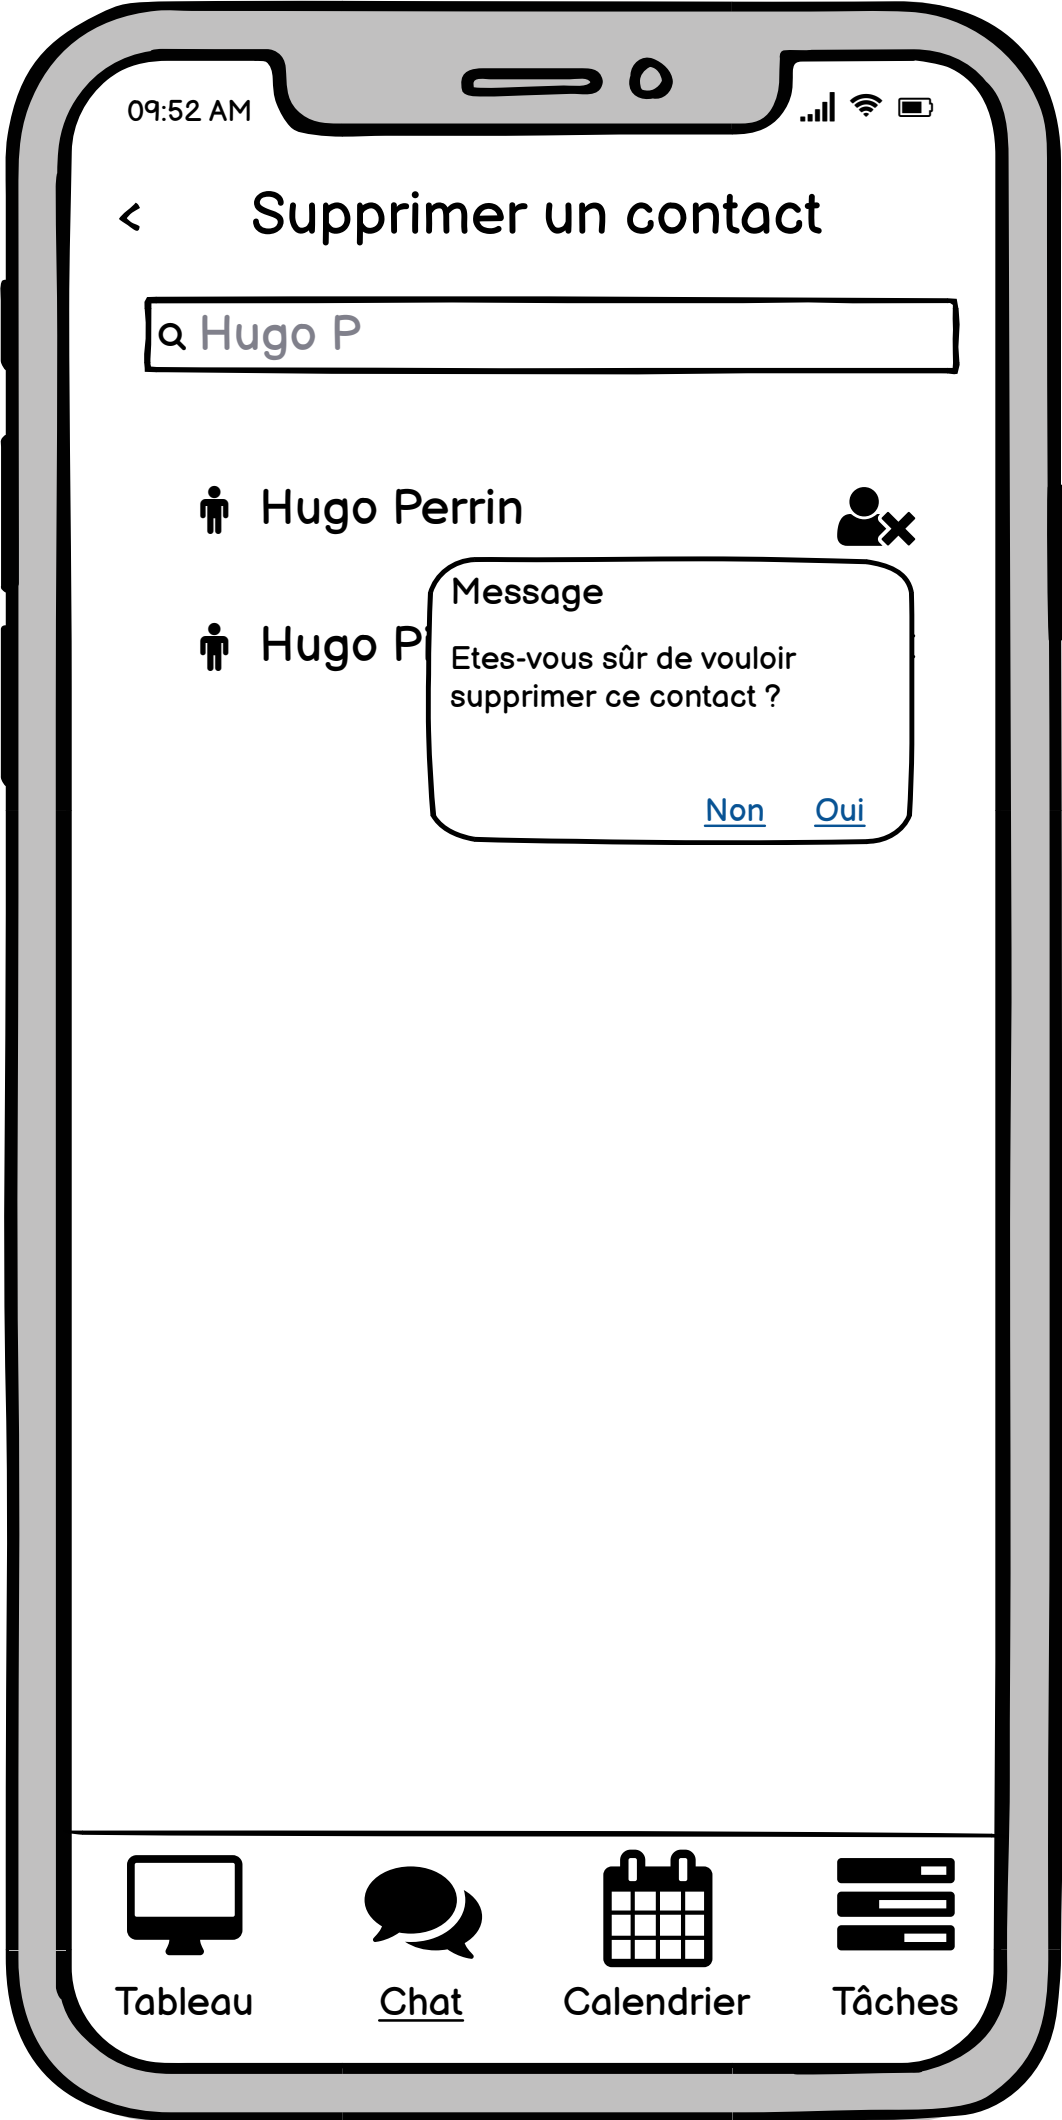 09:52 AM
< Supprimer un contact
Hugo P
Hugo Perrin
Message
Hugo
Etes-vous sûr de vouloir
supprimer ce contact ?
Non Oui
Tableau Chat Calendrier Tâches